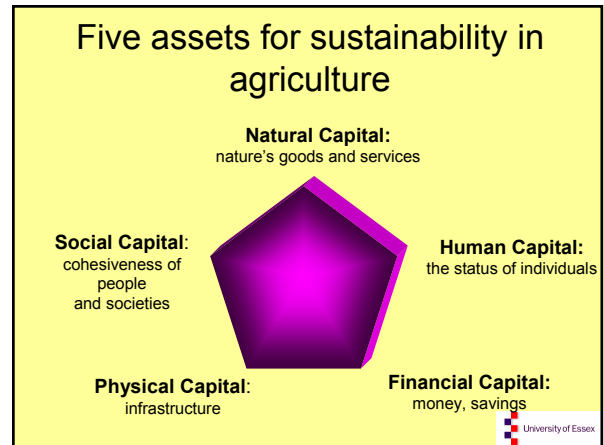 Five assets for sustainability in
agriculture
Natural Capital:
nature's goods and services
Social Capital:
cohesiveness of
people
and societies
Human Capital:
the status of individuals
Physical Capital:
infrastructure
Financial Capital:
money, savings
University of Essex